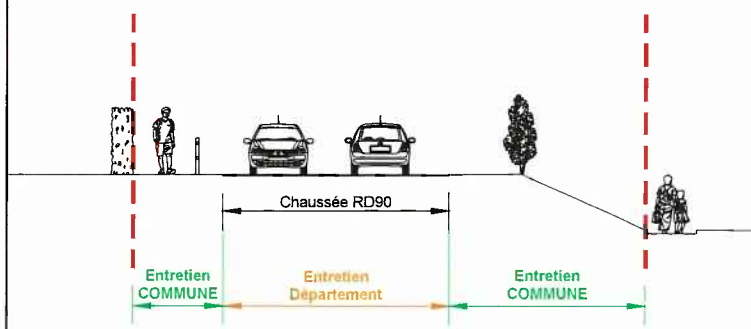 Chaussée RD90
Entretien
COMMUNE
Entretien
Département
Entretien
COMMUNE